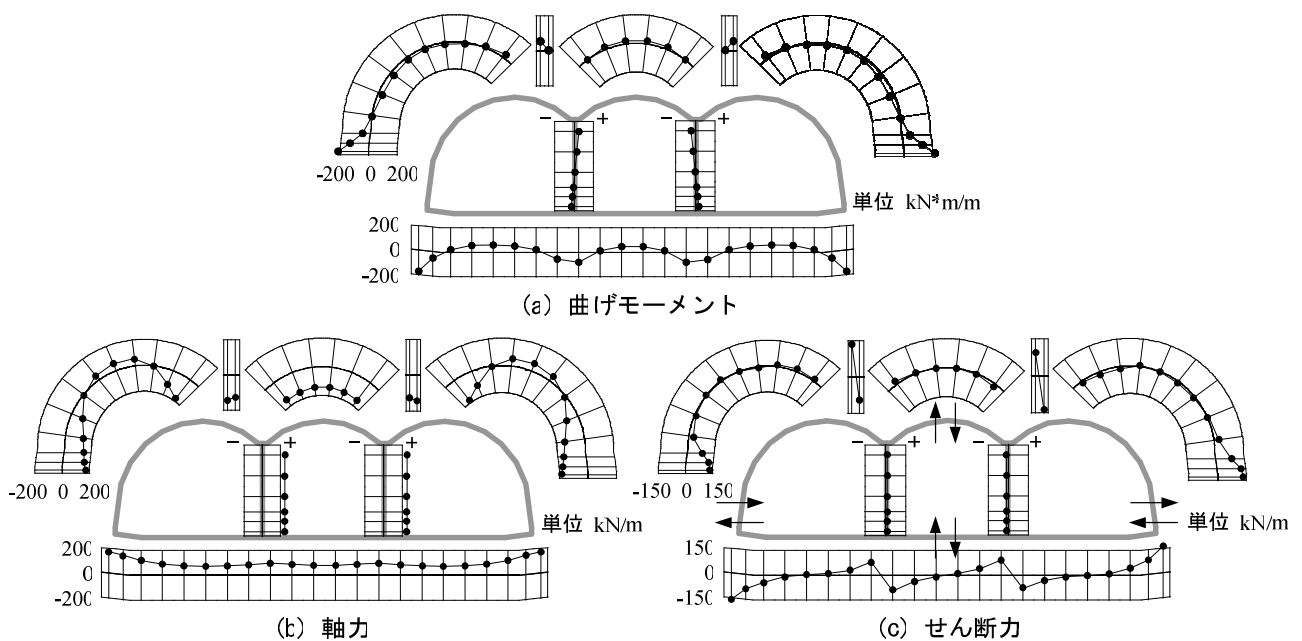 − + − +
-200 0 200
単位 kN*m/m
200
0
-200
(a) 曲げモーメント
− + − +
-200 0 200
単位 kN/m
200
0
-200
(b) 軸力
− + − +
-150 0 150
単位 kN/m
150
0
-150
(c) せん断力